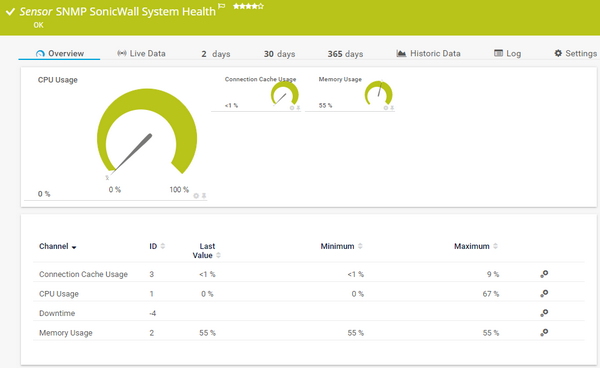 Sensor SNMP SonicWall System Health
OK
Overview Live Data 2 days 30 days 365 days Historic Data Log Settings
CPU Usage
Connection Cache Usage
Memory Usage
<1 %
55 %
0 %
100 %
0 %
Channel ID Last Value Minimum Maximum
Connection Cache Usage 3 <1 % <1 % 9 %
CPU Usage 1 0 % 0 % 67 %
Downtime -4
Memory Usage 2 55 % 55 % 55 %